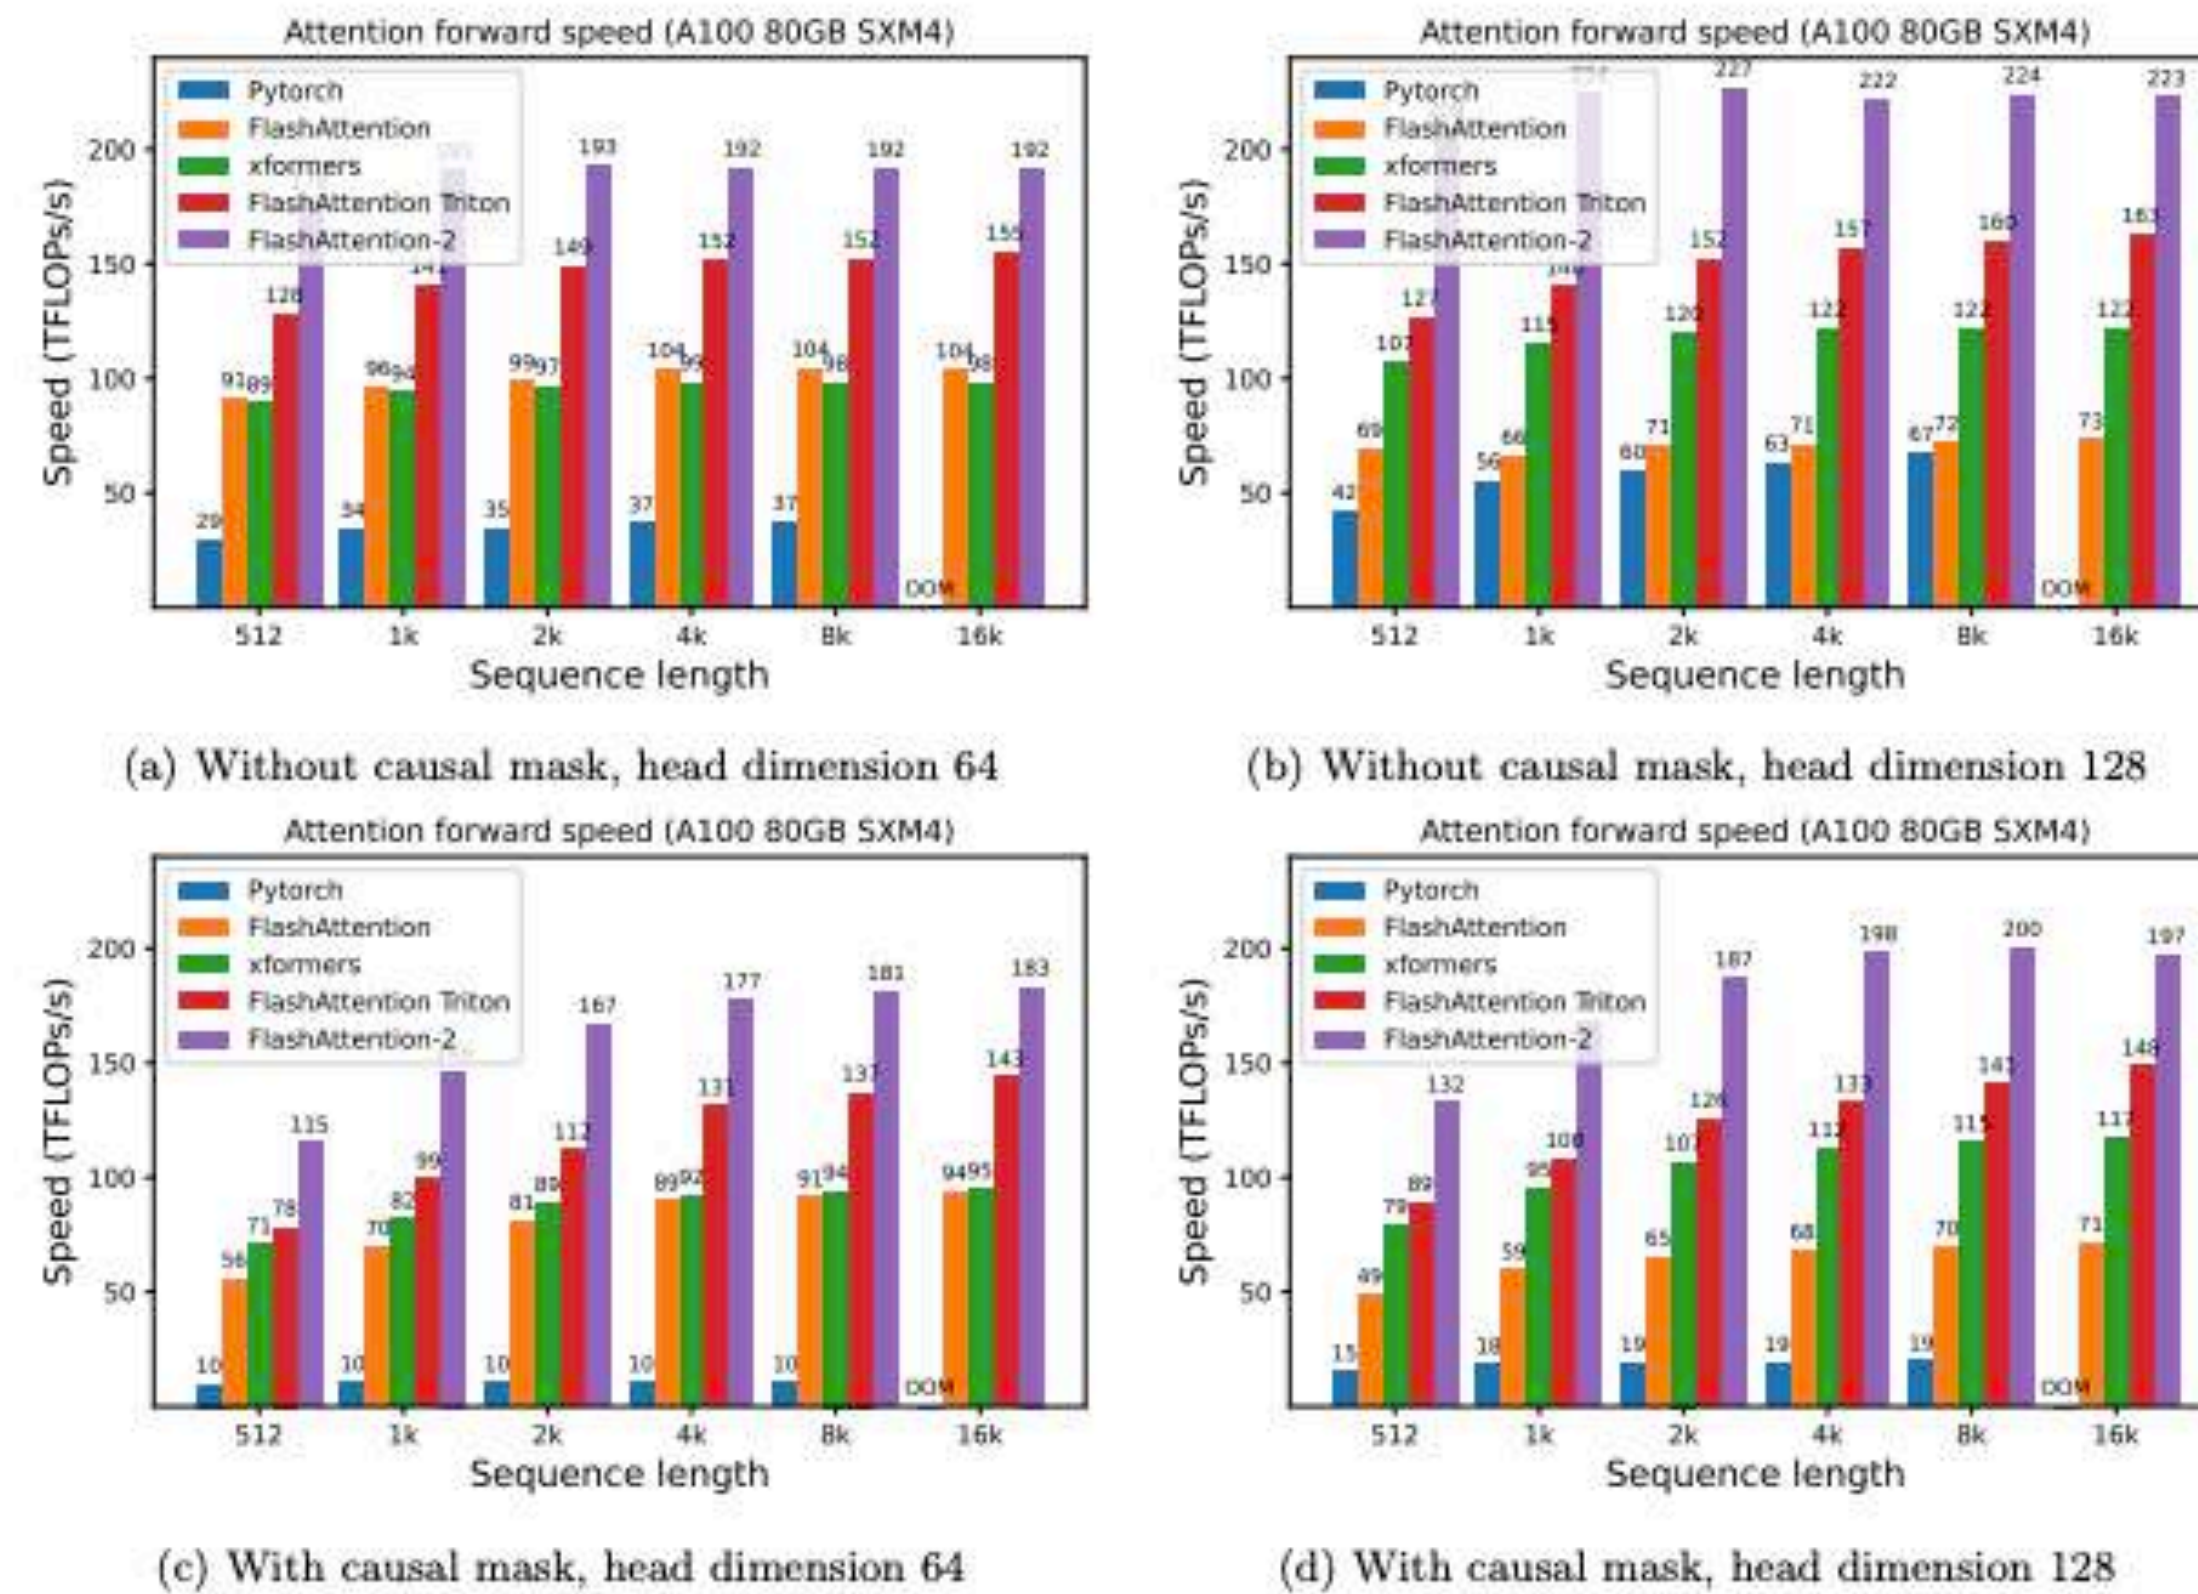 Attention forward speed (A100 80GB SXM4)
Speed (TFLOPs/s)
200
150
100
50
Pytorch
FlashAttention
xformers
FlashAttention Triton
FlashAttention-2
29 91 89 128
34 96 94 141
35 99 97 149 193
37 104 99 152 192
37 104 98 152 192
OOM 104 98 155 192
512 1k 2k 4k 8k 16k
Sequence length
(a) Without causal mask, head dimension 64
Attention forward speed (A100 80GB SXM4)
Speed (TFLOPs/s)
200
150
100
50
Pytorch
FlashAttention
xformers
FlashAttention Triton
FlashAttention-2
42 69 107 127
56 66 115 140
60 71 120 152 227
63 71 122 157 222
67 72 122 160 224
OOM 73 122 163 223
512 1k 2k 4k 8k 16k
Sequence length
(b) Without causal mask, head dimension 128
Attention forward speed (A100 80GB SXM4)
Speed (TFLOPs/s)
200
150
100
50
Pytorch
FlashAttention
xformers
FlashAttention Triton
FlashAttention-2
10 56 71 78 115
10 70 82 99
10 81 89 112 167
10 89 92 131 177
10 91 94 137 181
OOM 94 95 143 183
512 1k 2k 4k 8k 16k
Sequence length
(c) With causal mask, head dimension 64
Attention forward speed (A100 80GB SXM4)
Speed (TFLOPs/s)
200
150
100
50
Pytorch
FlashAttention
xformers
FlashAttention Triton
FlashAttention-2
15 49 79 89 132
18 59 95 108
19 65 107 126 187
19 68 112 133 198
19 70 115 141 200
OOM 71 117 148 197
512 1k 2k 4k 8k 16k
Sequence length
(d) With causal mask, head dimension 128